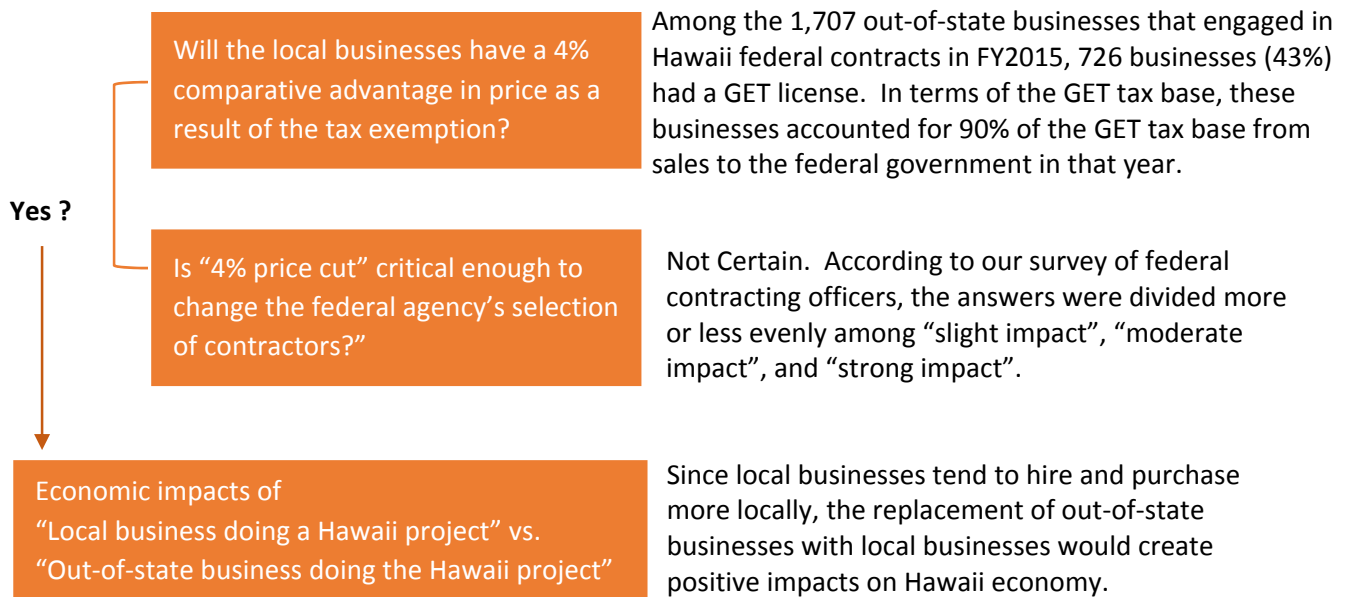 Will the local businesses have a 4%
comparative advantage in price as a
result of the tax exemption?
Among the 1,707 out-of-state businesses that engaged in
Hawaii federal contracts in FY2015, 726 businesses (43%)
had a GET license.  In terms of the GET tax base, these
businesses accounted for 90% of the GET tax base from
sales to the federal government in that year.
Yes ?
Is “4% price cut” critical enough to
change the federal agency’s selection
of contractors?”
Not Certain.  According to our survey of federal
contracting officers, the answers were divided more
or less evenly among “slight impact”, “moderate
impact”, and “strong impact”.
Economic impacts of
“Local business doing a Hawaii project” vs.
“Out-of-state business doing the Hawaii project”
Since local businesses tend to hire and purchase
more locally, the replacement of out-of-state
businesses with local businesses would create
positive impacts on Hawaii economy.